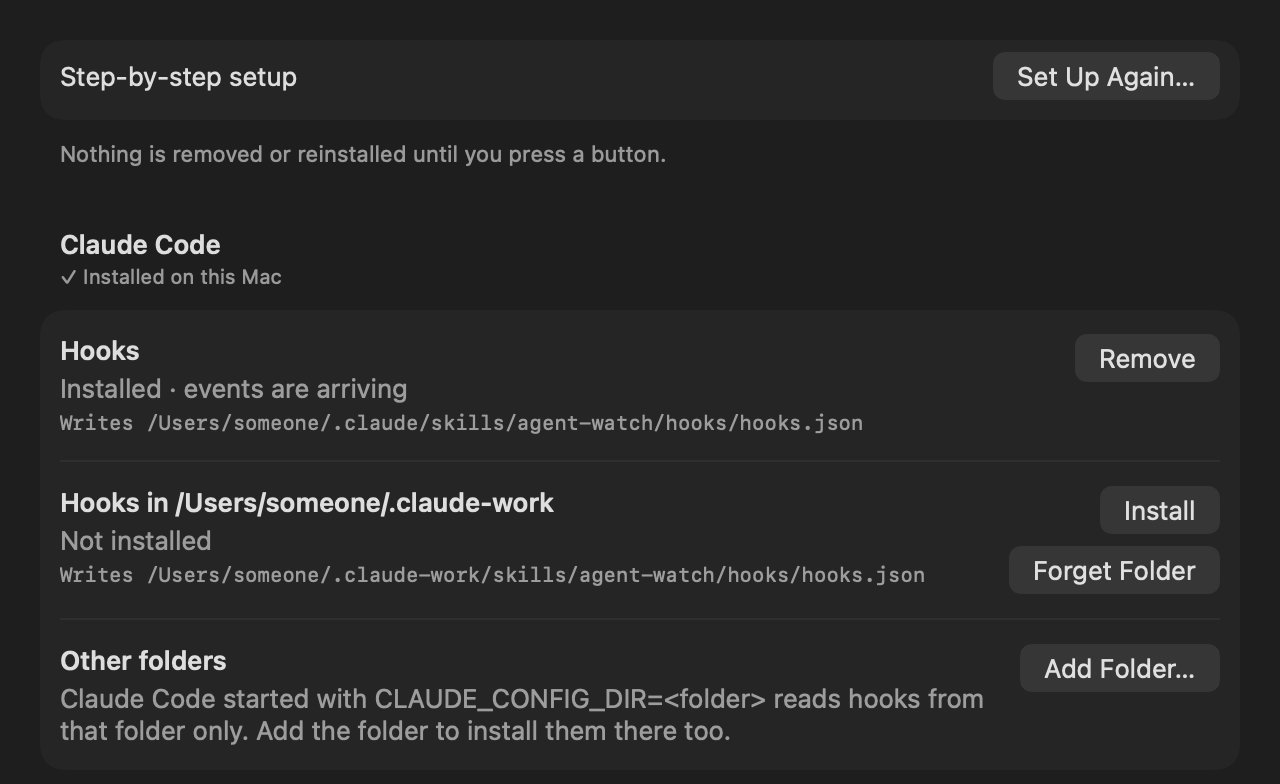 Step-by-step setup
Set Up Again...
Nothing is removed or reinstalled until you press a button.
Claude Code
✓ Installed on this Mac
Hooks
Remove
Installed · events are arriving
Writes /Users/someone/.claude/skills/agent-watch/hooks/hooks.json
Hooks in /Users/someone/.claude-work
Install
Not installed
Writes /Users/someone/.claude-work/skills/agent-watch/hooks/hooks.json
Forget Folder
Other folders
Add Folder...
Claude Code started with CLAUDE_CONFIG_DIR=<folder> reads hooks from
that folder only. Add the folder to install them there too.